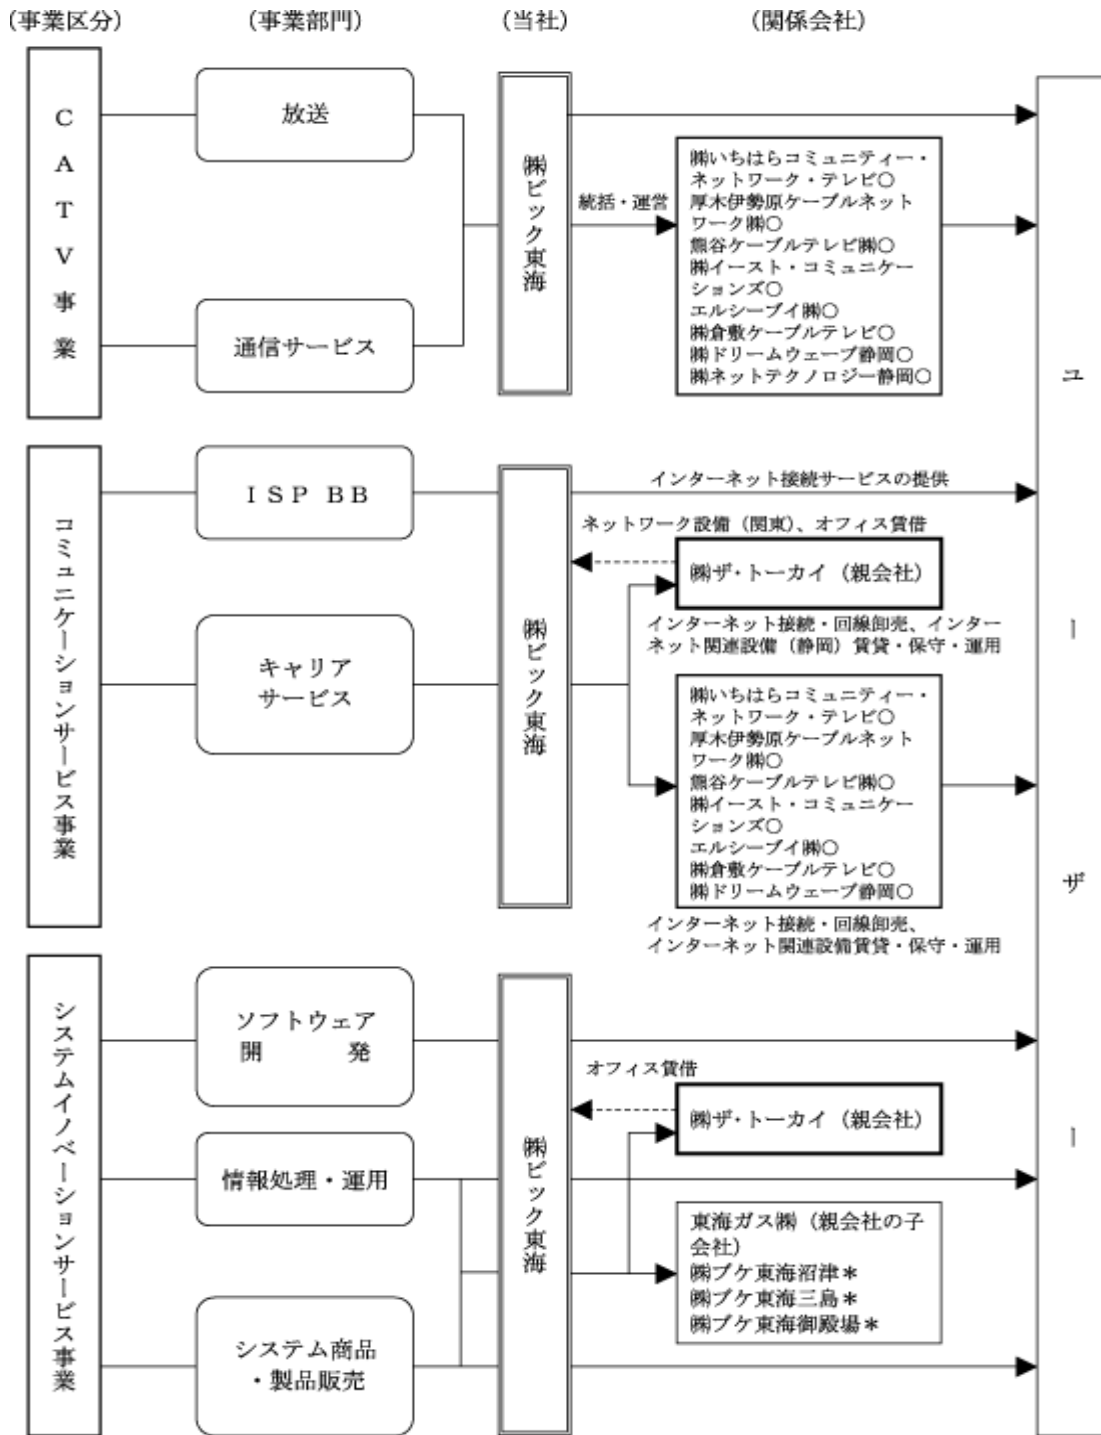 (事業区分)
(事業部門)
(当社)
(関係会社)
CATV事業
放送
通信サービス
㈱ビック東海
統括・運営
㈱いちはらコミュニティー・
ネットワーク・テレビ○
厚木伊勢原ケーブルネット
ワーク㈱○
熊谷ケーブルテレビ㈱○
㈱イースト・コミュニケー
ションズ○
エルシーブイ㈱○
㈱倉敷ケーブルテレビ○
㈱ドリームウェーブ静岡○
㈱ネットテクノロジー静岡○
ユーザー
コミュニケーションサービス事業
ISP BB
キャリア
サービス
㈱ビック東海
インターネット接続サービスの提供
ネットワーク設備（関東）、オフィス賃借
㈱ザ・トーカイ（親会社）
インターネット接続・回線卸売、インター
ネット関連設備（静岡）賃貸・保守・運用
㈱いちはらコミュニティー・
ネットワーク・テレビ○
厚木伊勢原ケーブルネット
ワーク㈱○
熊谷ケーブルテレビ㈱○
㈱イースト・コミュニケー
ションズ○
エルシーブイ㈱○
㈱倉敷ケーブルテレビ○
㈱ドリームウェーブ静岡○
インターネット接続・回線卸売、
インターネット関連設備賃貸・保守・運用
システムイノベーションサービス事業
ソフトウェア
開　発
情報処理・運用
システム商品
・製品販売
㈱ビック東海
オフィス賃借
㈱ザ・トーカイ（親会社）
東海ガス㈱（親会社の子
会社）
㈱ブケ東海沼津＊
㈱ブケ東海三島＊
㈱ブケ東海御殿場＊